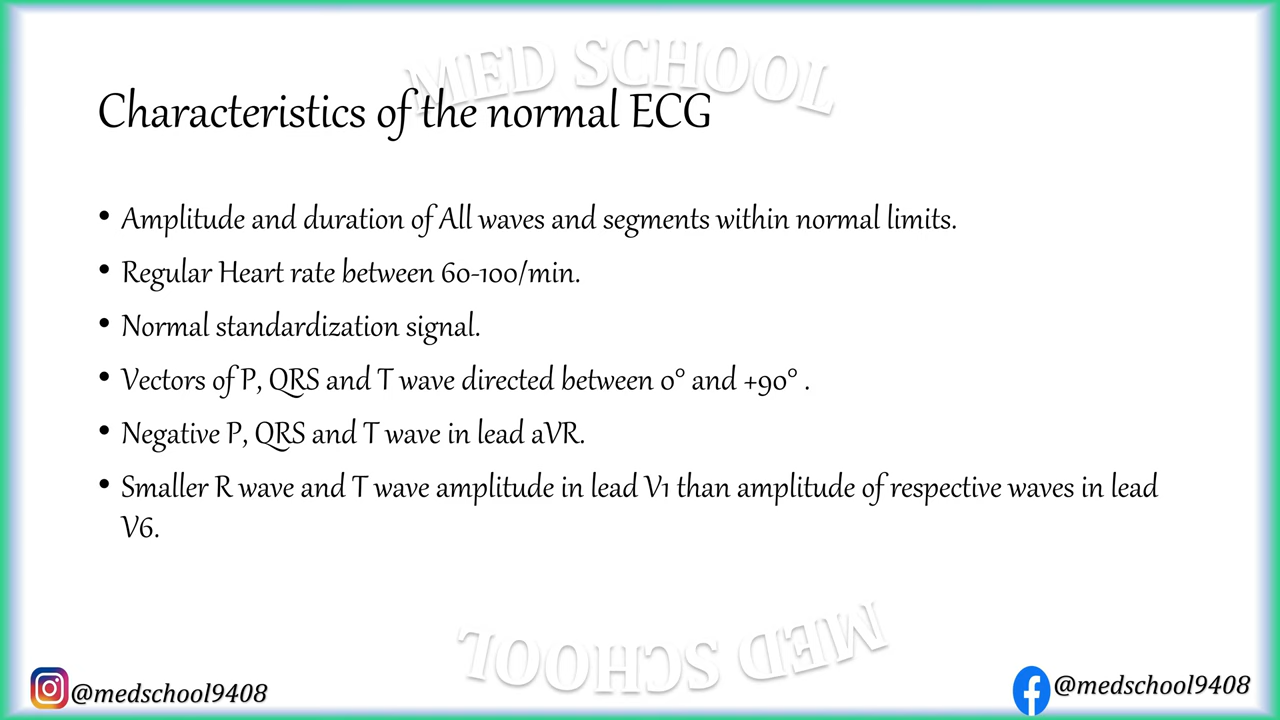 MED SCHOOL
Characteristics of the normal ECG
• Amplitude and duration of All waves and segments within normal limits.
• Regular Heart rate between 60-100/min.
• Normal standardization signal.
• Vectors of P, QRS and T wave directed between 0° and +90° .
• Negative P, QRS and T wave in lead aVR.
• Smaller R wave and T wave amplitude in lead V1 than amplitude of respective waves in lead
V6.
MED SCHOOL
@medschool9408
@medschool9408